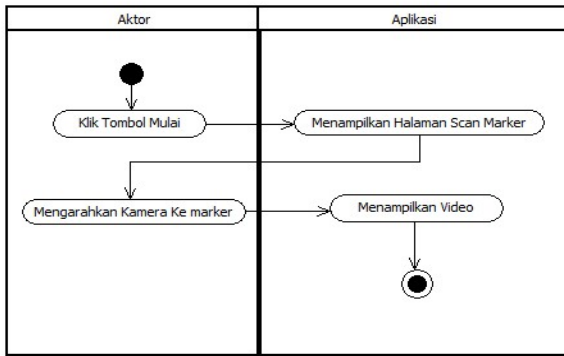 Aktor
Aplikasi
Klik Tombol Mulai
Menampilkan Halaman Scan Marker
Mengarahkan Kamera Ke marker
Menampilkan Video